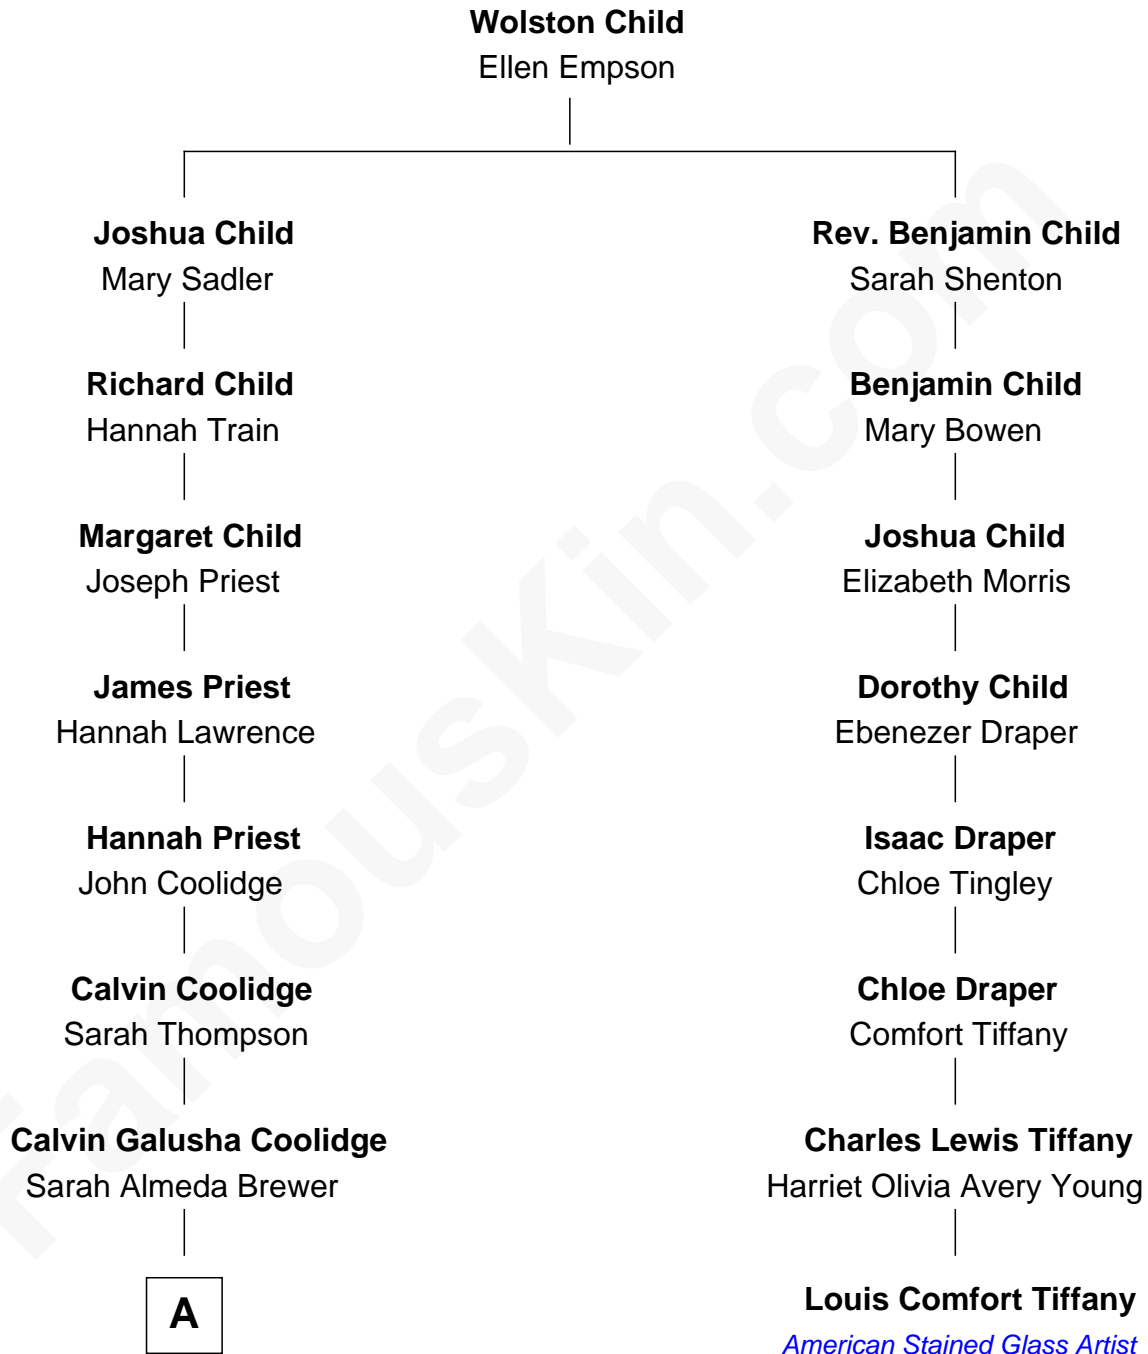 Wolston Child
Ellen Empson
Joshua Child
Mary Sadler
Rev. Benjamin Child
Sarah Shenton
Richard Child
Hannah Train
Benjamin Child
Mary Bowen
Margaret Child
Joseph Priest
Joshua Child
Elizabeth Morris
James Priest
Hannah Lawrence
Dorothy Child
Ebenezer Draper
Hannah Priest
John Coolidge
Isaac Draper
Chloe Tingley
Calvin Coolidge
Sarah Thompson
Chloe Draper
Comfort Tiffany
Calvin Galusha Coolidge
Sarah Almeda Brewer
Charles Lewis Tiffany
Harriet Olivia Avery Young
A
Louis Comfort Tiffany
American Stained Glass Artist
FamousKin.com